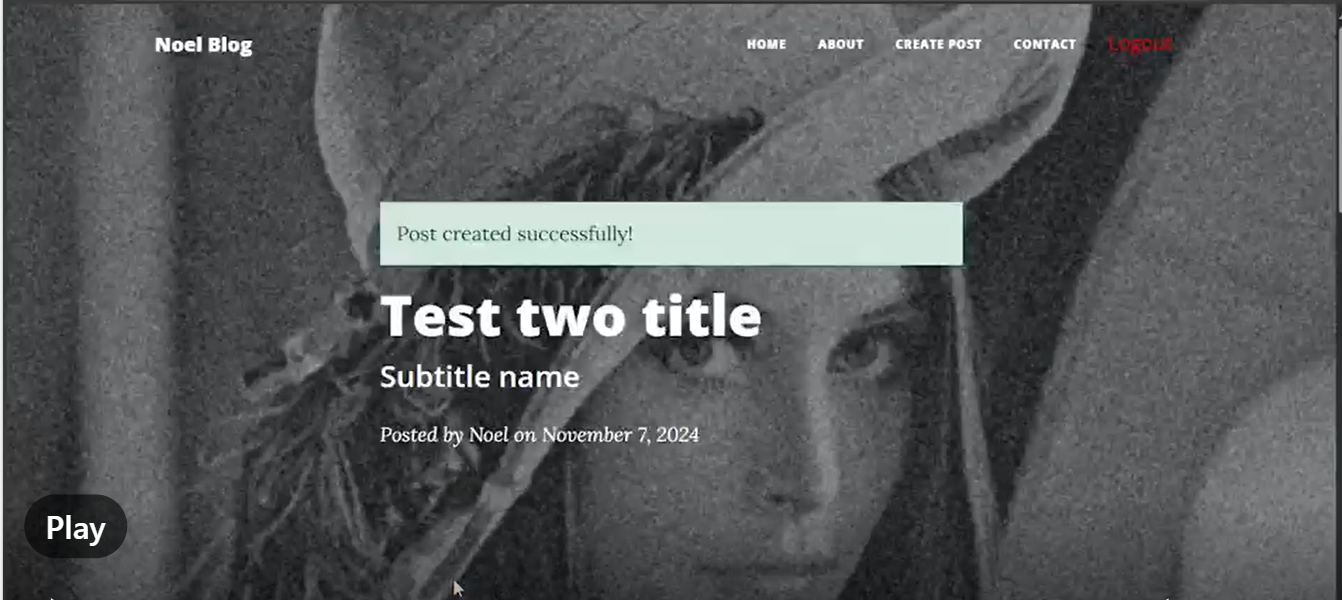 Noel Blog HOME ABOUT CREATE POST CONTACT Logout
Post created successfully!
Test two title
Subtitle name
Posted by Noel on November 7, 2024
Play